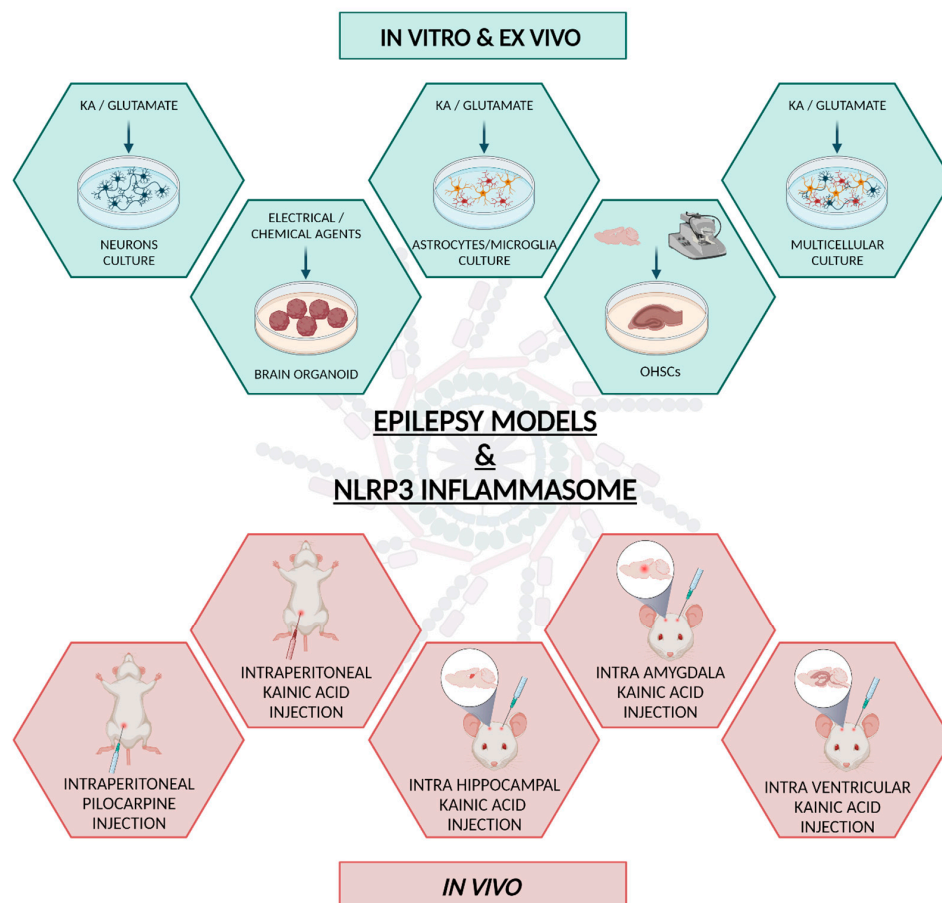 IN VITRO & EX VIVO
KA / GLUTAMATE
NEURONS
CULTURE
ELECTRICAL /
CHEMICAL AGENTS
BRAIN ORGANOID
KA / GLUTAMATE
ASTROCYTES/MICROGLIA
CULTURE
OHSCs
KA / GLUTAMATE
MULTICELLULAR
CULTURE
EPILEPSY MODELS
&
NLRP3 INFLAMMASOME
INTRAPERITONEAL
PILOCARPINE
INJECTION
INTRAPERITONEAL
KAINIC ACID
INJECTION
INTRA HIPPOCAMPAL
KAINIC ACID
INJECTION
INTRA AMYGDALA
KAINIC ACID
INJECTION
INTRA VENTRICULAR
KAINIC ACID
INJECTION
IN VIVO